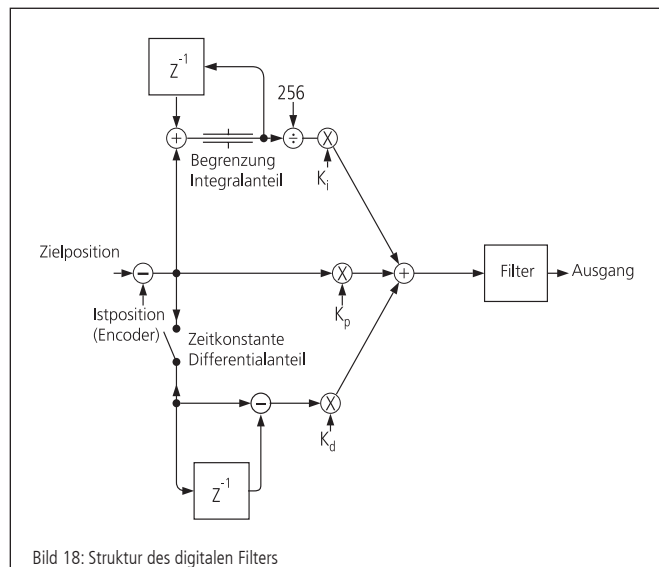 Z-1
256
÷
+
X
Begrenzung
Integralanteil
Ki
Zielposition
−
X
+
Filter
Ausgang
Istposition
(Encoder)
Kp
Zeitkonstante
Differentialanteil
−
X
Kd
Z-1
Bild 18: Struktur des digitalen Filters